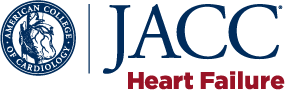 AMERICAN COLLEGE
OF CARDIOLOGY
JACC
Heart Failure